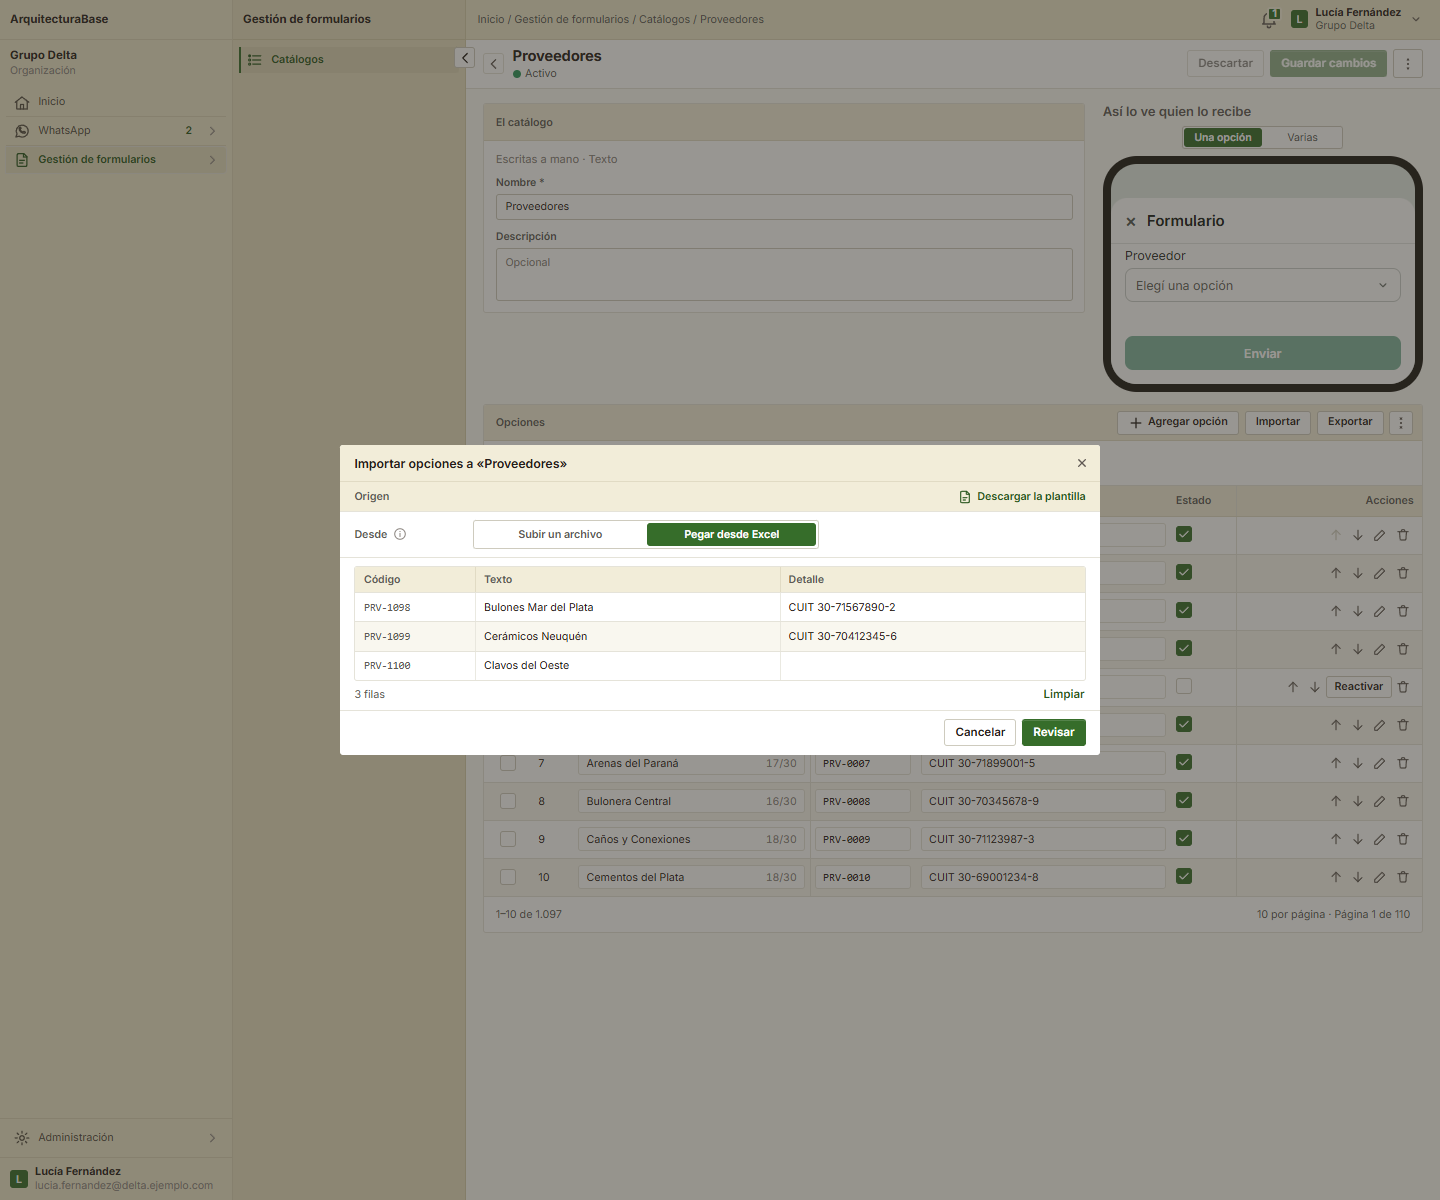 ArquitecturaBase
Gestión de formularios
Inicio / Gestión de formularios / Catálogos / Proveedores
1
L
Lucía Fernández
Grupo Delta
Grupo Delta
Organización
Inicio
WhatsApp 2
Gestión de formularios
Catálogos
Proveedores
Activo
Descartar
Guardar cambios
El catálogo
Escritas a mano · Texto
Nombre *
Proveedores
Descripción
Opcional
Así lo ve quien lo recibe
Una opción
Varias
Formulario
Proveedor
Elegí una opción
Enviar
Opciones
Agregar opción
Importar
Exportar
Estado
Acciones
Reactivar
Importar opciones a «Proveedores»
Origen
Descargar la plantilla
Desde
Subir un archivo
Pegar desde Excel
Código Texto Detalle
PRV-1098 Bulones Mar del Plata CUIT 30-71567890-2
PRV-1099 Cerámicos Neuquén CUIT 30-70412345-6
PRV-1100 Clavos del Oeste
3 filas
Limpiar
Cancelar
Revisar
7 Arenas del Paraná 17/30 PRV-0007 CUIT 30-71899001-5
8 Bulonera Central 16/30 PRV-0008 CUIT 30-70345678-9
9 Caños y Conexiones 18/30 PRV-0009 CUIT 30-71123987-3
10 Cementos del Plata 18/30 PRV-0010 CUIT 30-69001234-8
1–10 de 1.097
10 por página · Página 1 de 110
Administración
L
Lucía Fernández
lucia.fernandez@delta.ejemplo.com